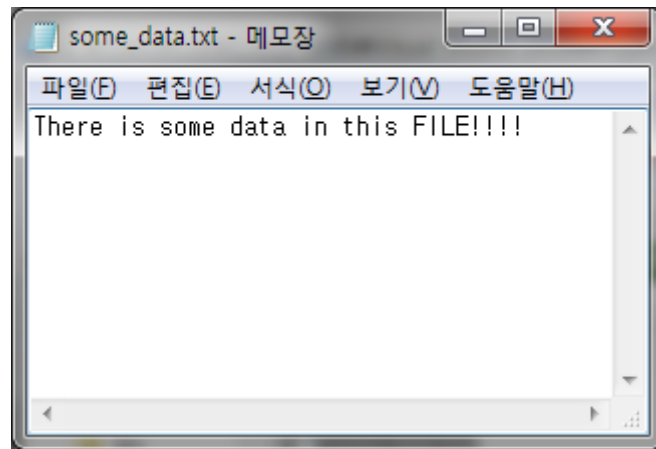 some_data.txt - 메모장
파일(F) 편집(E) 서식(O) 보기(V) 도움말(H)
There is some data in this FILE!!!!